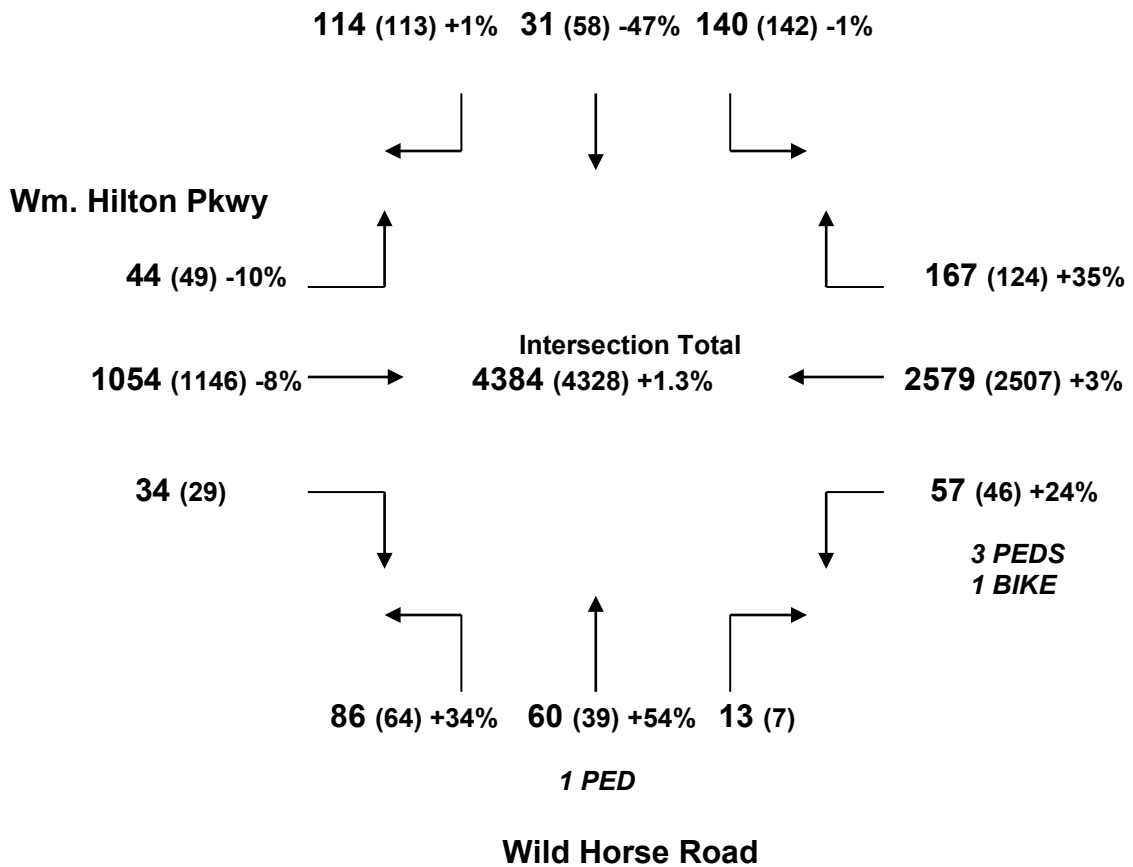 114 (113) +1% 31 (58) -47% 140 (142) -1%
Wm. Hilton Pkwy
44 (49) -10% 167 (124) +35%
Intersection Total
1054 (1146) -8% 4384 (4328) +1.3% 2579 (2507) +3%
34 (29) 57 (46) +24%
3 PEDS
1 BIKE
86 (64) +34% 60 (39) +54% 13 (7)
1 PED
Wild Horse Road